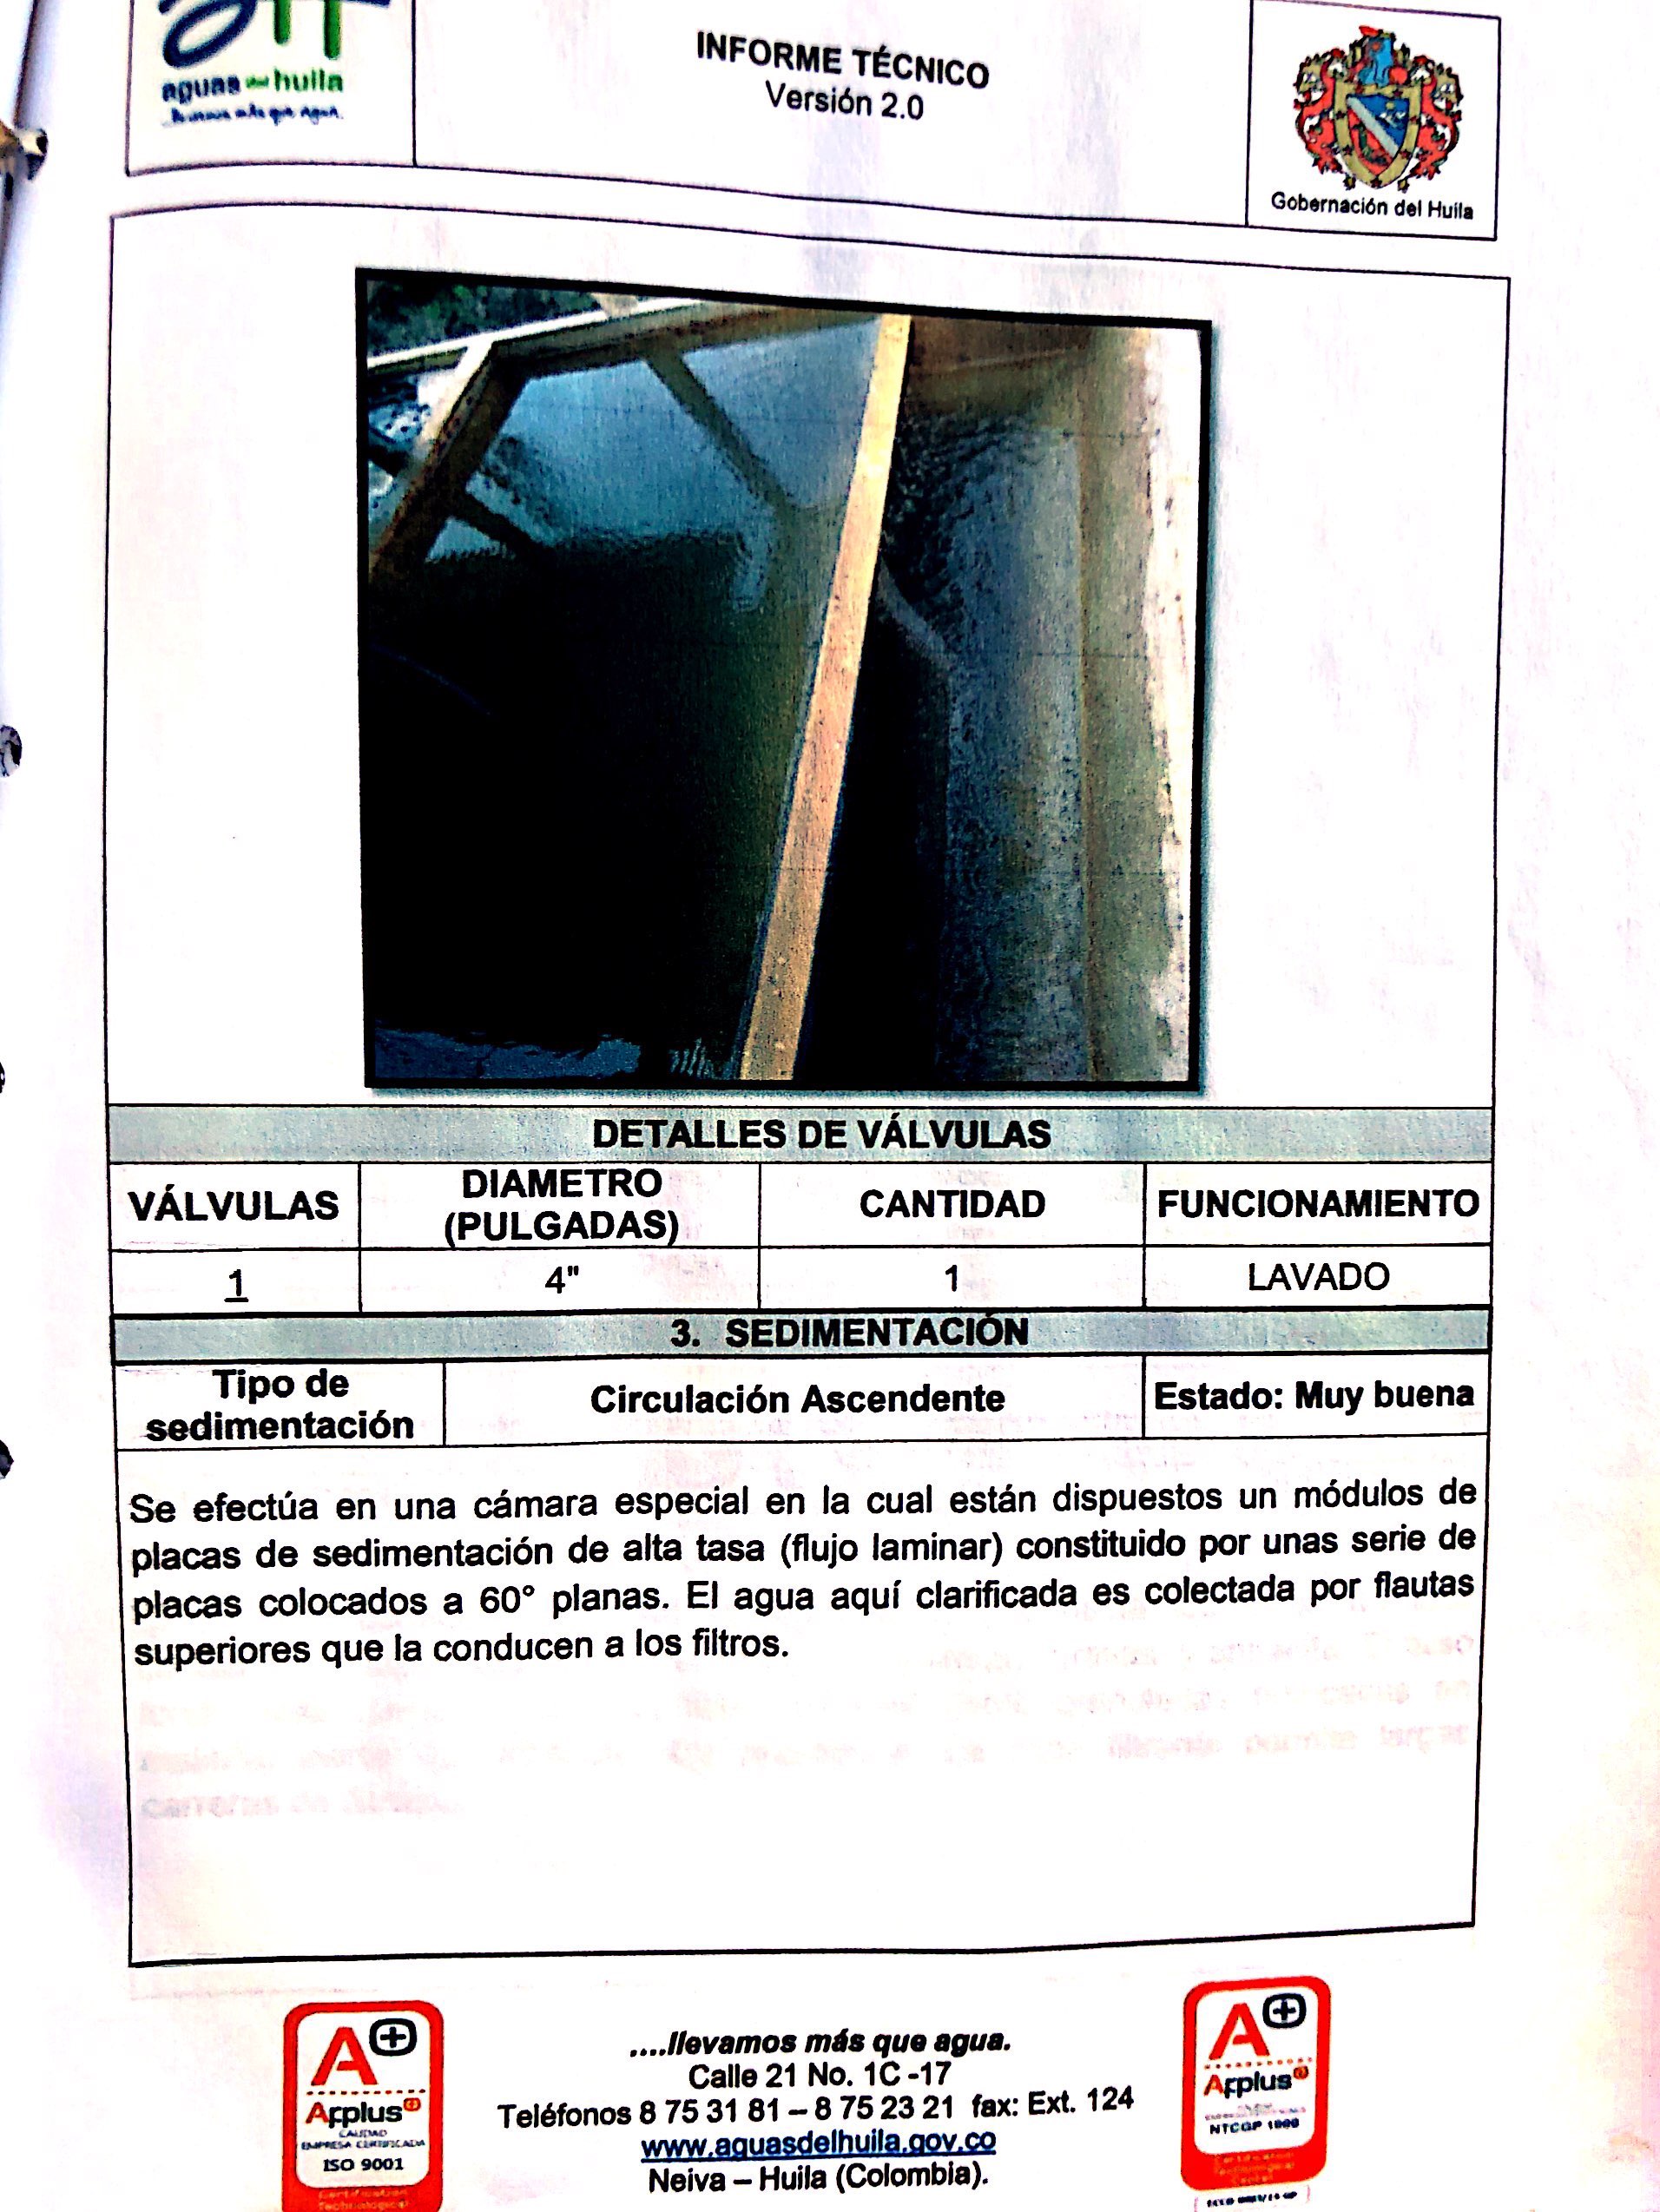 aguas del huila
INFORME TÉCNICO
Versión 2.0
Gobernación del Huila
DETALLES DE VÁLVULAS
VÁLVULAS DIAMETRO (PULGADAS) CANTIDAD FUNCIONAMIENTO
1 4" 1 LAVADO
3. SEDIMENTACIÓN
Tipo de sedimentación Circulación Ascendente Estado: Muy buena
Se efectúa en una cámara especial en la cual están dispuestos un módulos de
placas de sedimentación de alta tasa (flujo laminar) constituido por unas serie de
placas colocados a 60° planas. El agua aquí clarificada es colectada por flautas
superiores que la conducen a los filtros.
....llevamos más que agua.
Calle 21 No. 1C -17
Teléfonos 8 75 31 81 – 8 75 23 21 fax: Ext. 124
www.aguasdelhuila.gov.co
Neiva – Huila (Colombia).
A+
Applus
CALIDAD
EMPRESA CERTIFICADA
ISO 9001
Certification
Technological
A+
Applus
NTCGP 1000
Certification
Technological